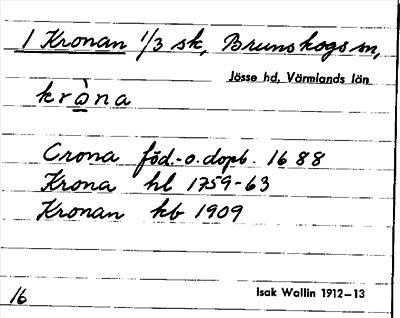 1 Kronan 1/3 sk, Brunskogs sn,
Jösse hd, Värmlands län
kròna
Crona föd.-o.dopb. 1688
Krona hl 1759-63
Kronan kb 1909
16
Isak Wallin 1912–13